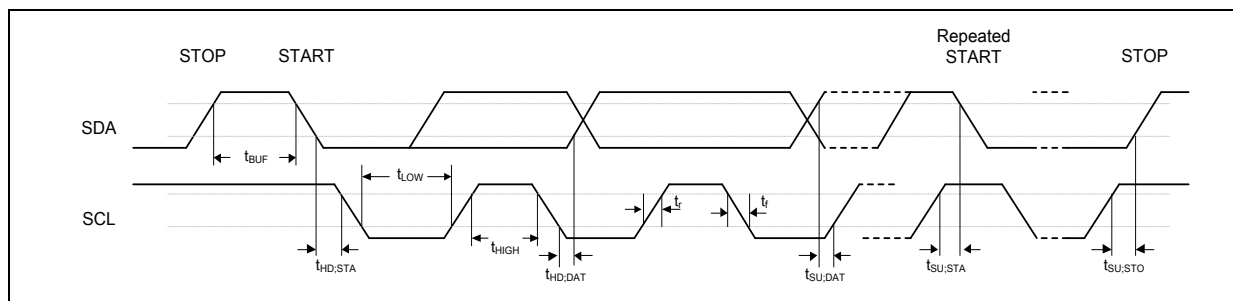 Repeated
STOP START START STOP
SDA
tBUF
tLOW
SCL
tr tf
tHIGH
tHD;STA tHD;DAT tSU;DAT tSU;STA tSU;STO